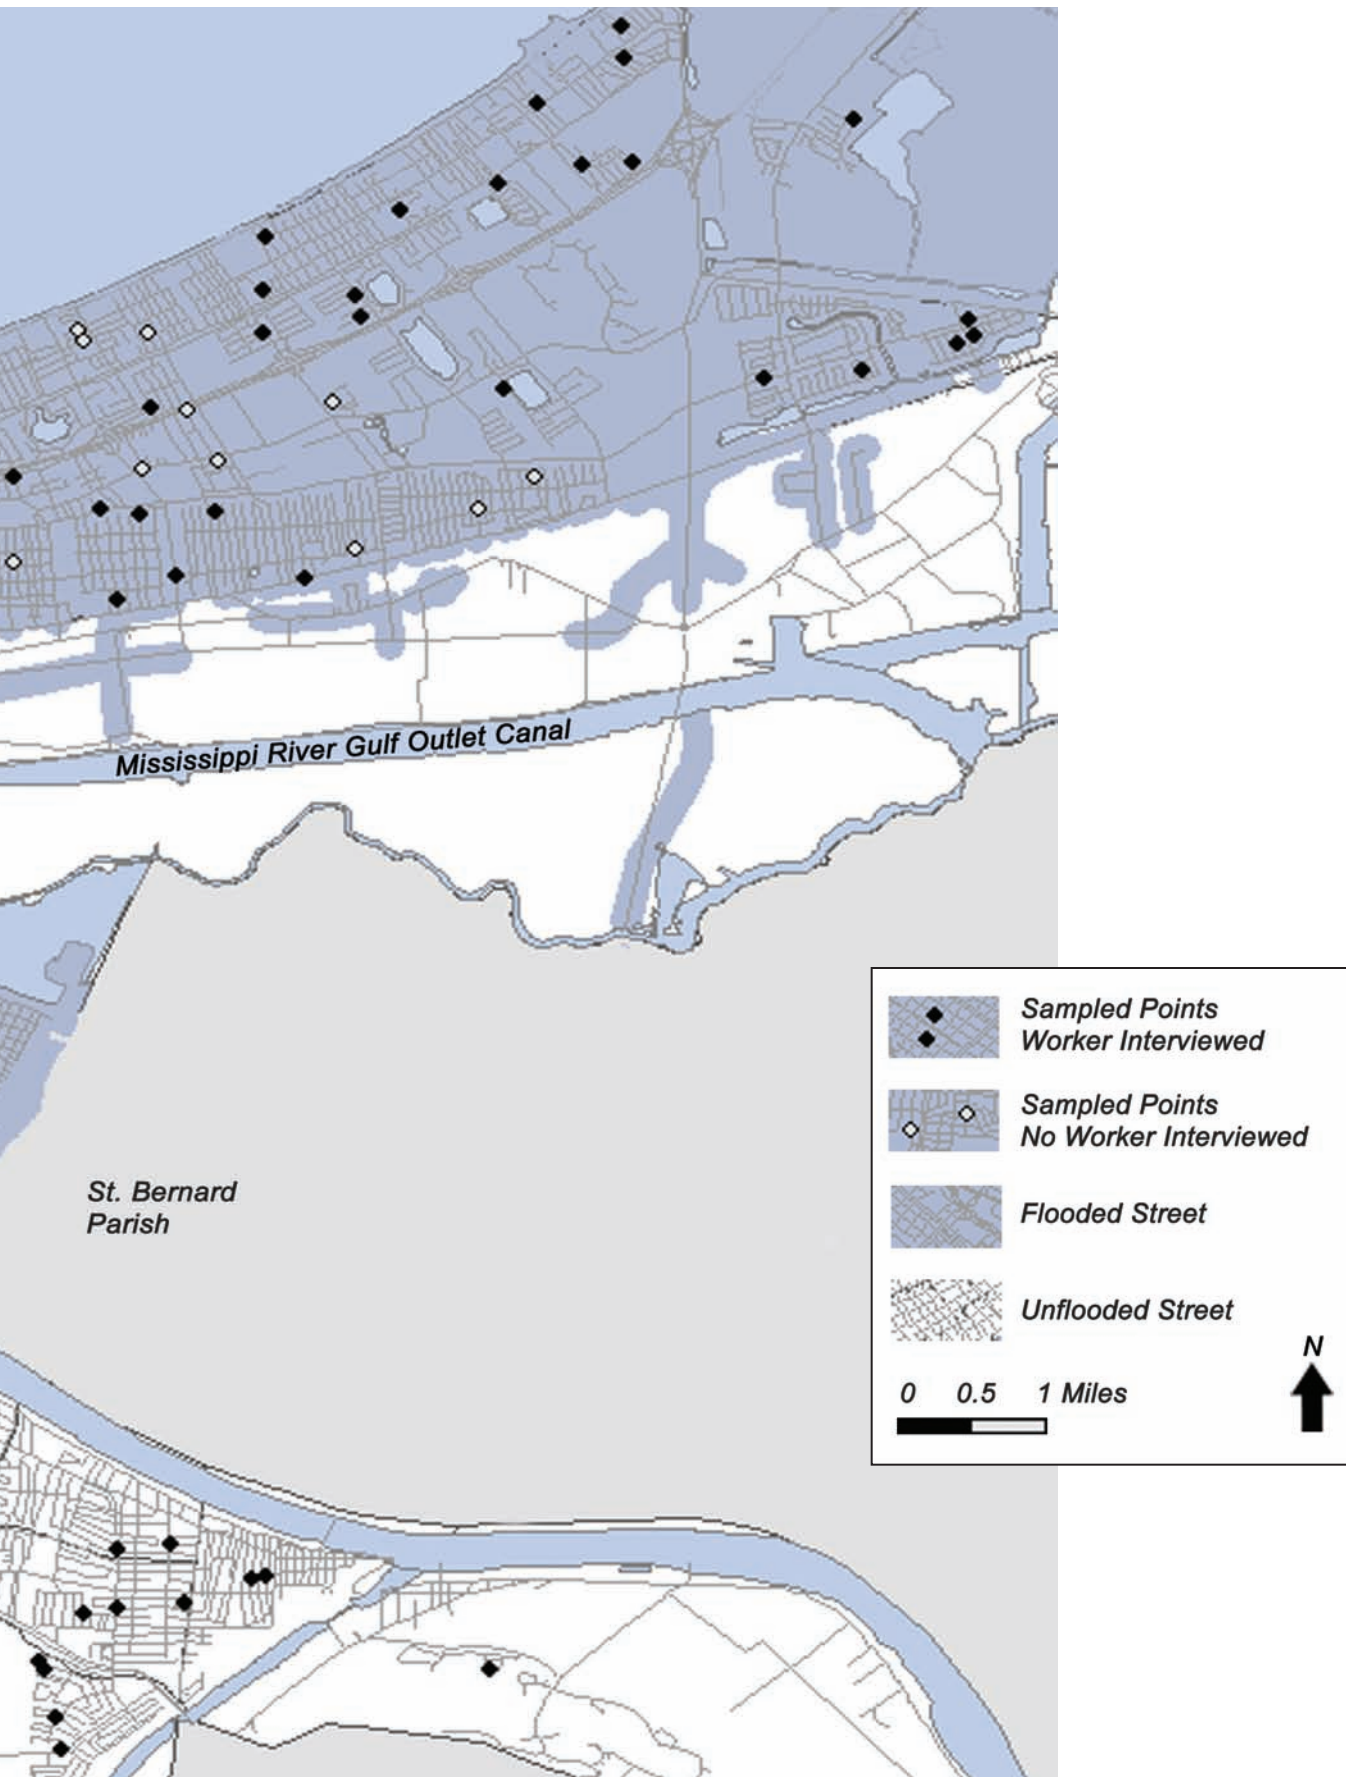 Mississippi River Gulf Outlet Canal
Sampled Points
Worker Interviewed
Sampled Points
No Worker Interviewed
Flooded Street
St. Bernard
Parish
Unflooded Street
N
0 0.5 1 Miles